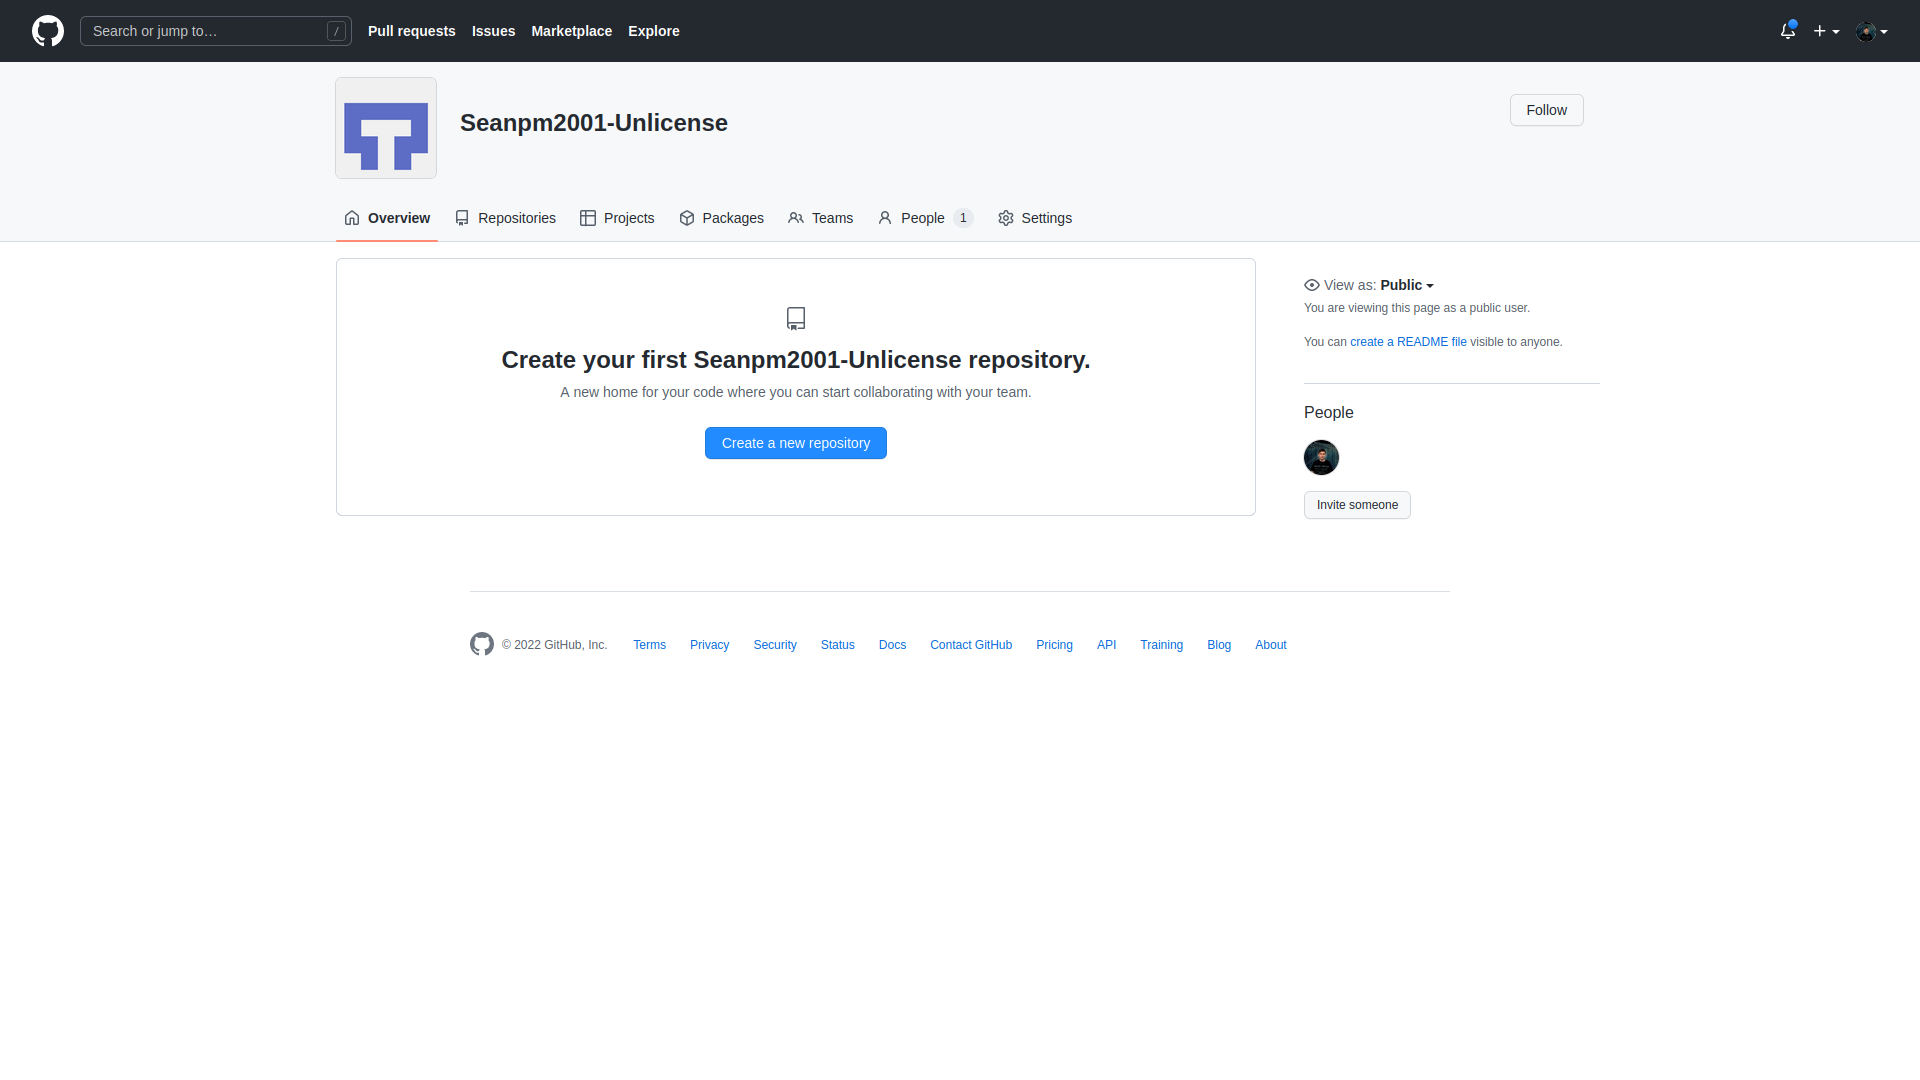 Search or jump to… /
Pull requests
Issues
Marketplace
Explore
Seanpm2001-Unlicense
Follow
Overview
Repositories
Projects
Packages
Teams
People 1
Settings
Create your first Seanpm2001-Unlicense repository.
A new home for your code where you can start collaborating with your team.
Create a new repository
View as: Public
You are viewing this page as a public user.
You can create a README file visible to anyone.
People
Invite someone
© 2022 GitHub, Inc.
Terms
Privacy
Security
Status
Docs
Contact GitHub
Pricing
API
Training
Blog
About